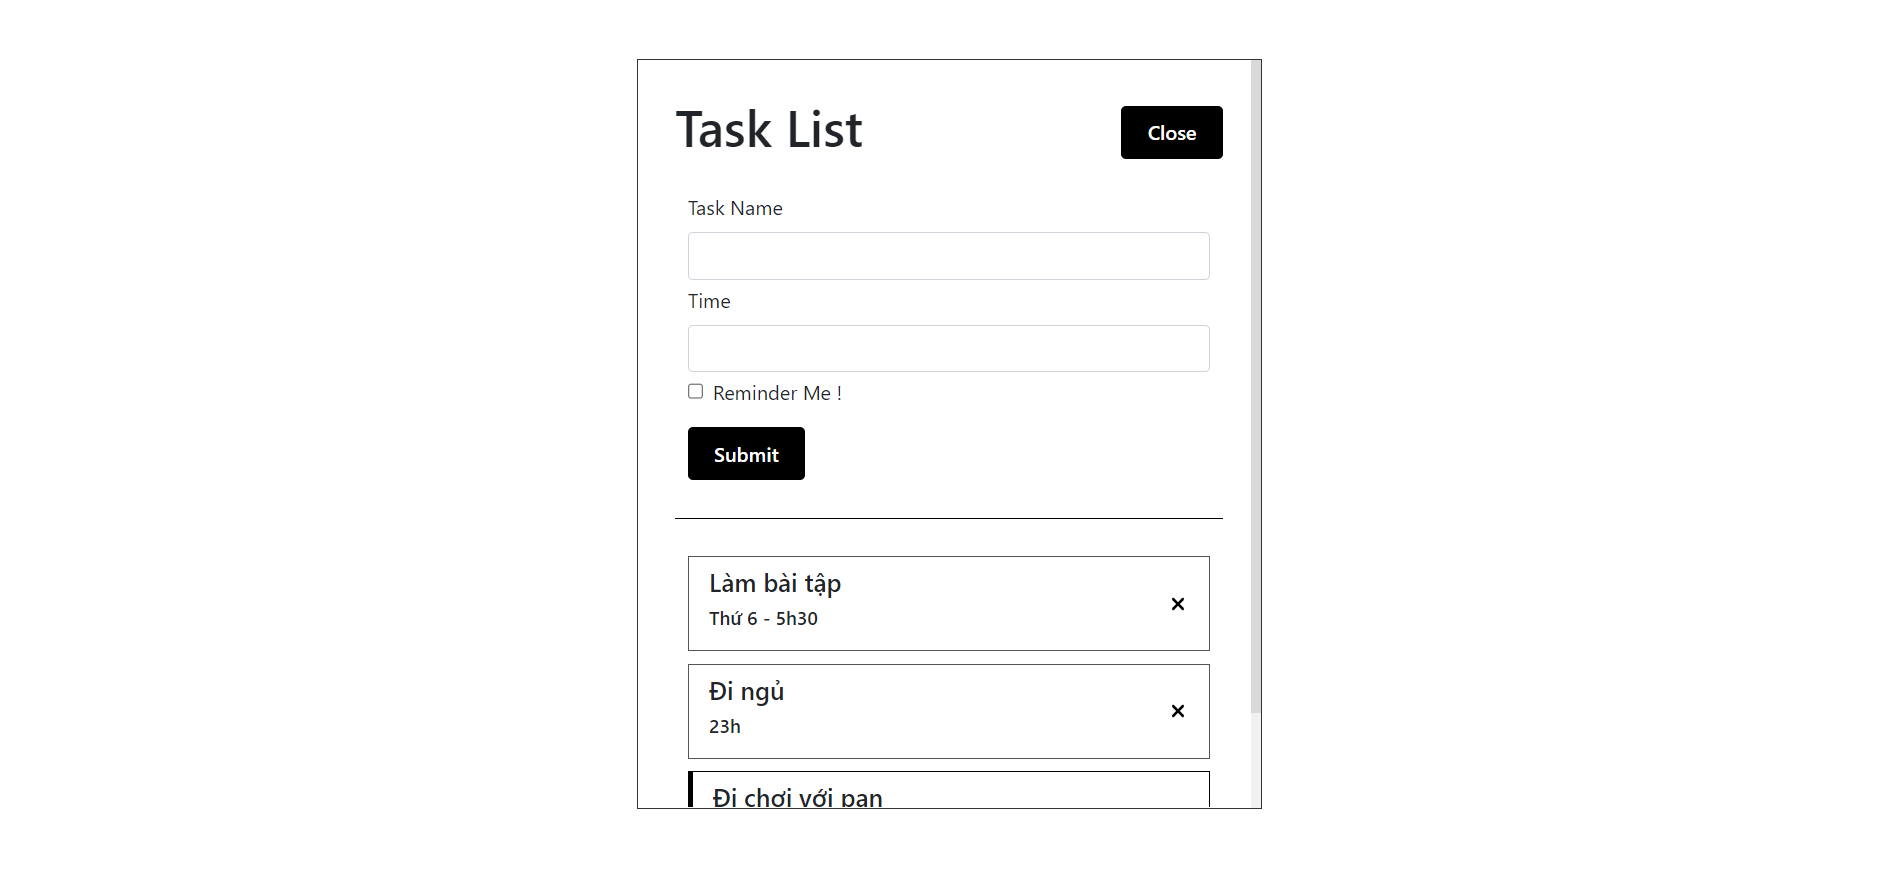 Task List
Close
Task Name
Time
Reminder Me !
Submit
Làm bài tập
Thứ 6 - 5h30
Đi ngủ
23h
Đi chơi với pan